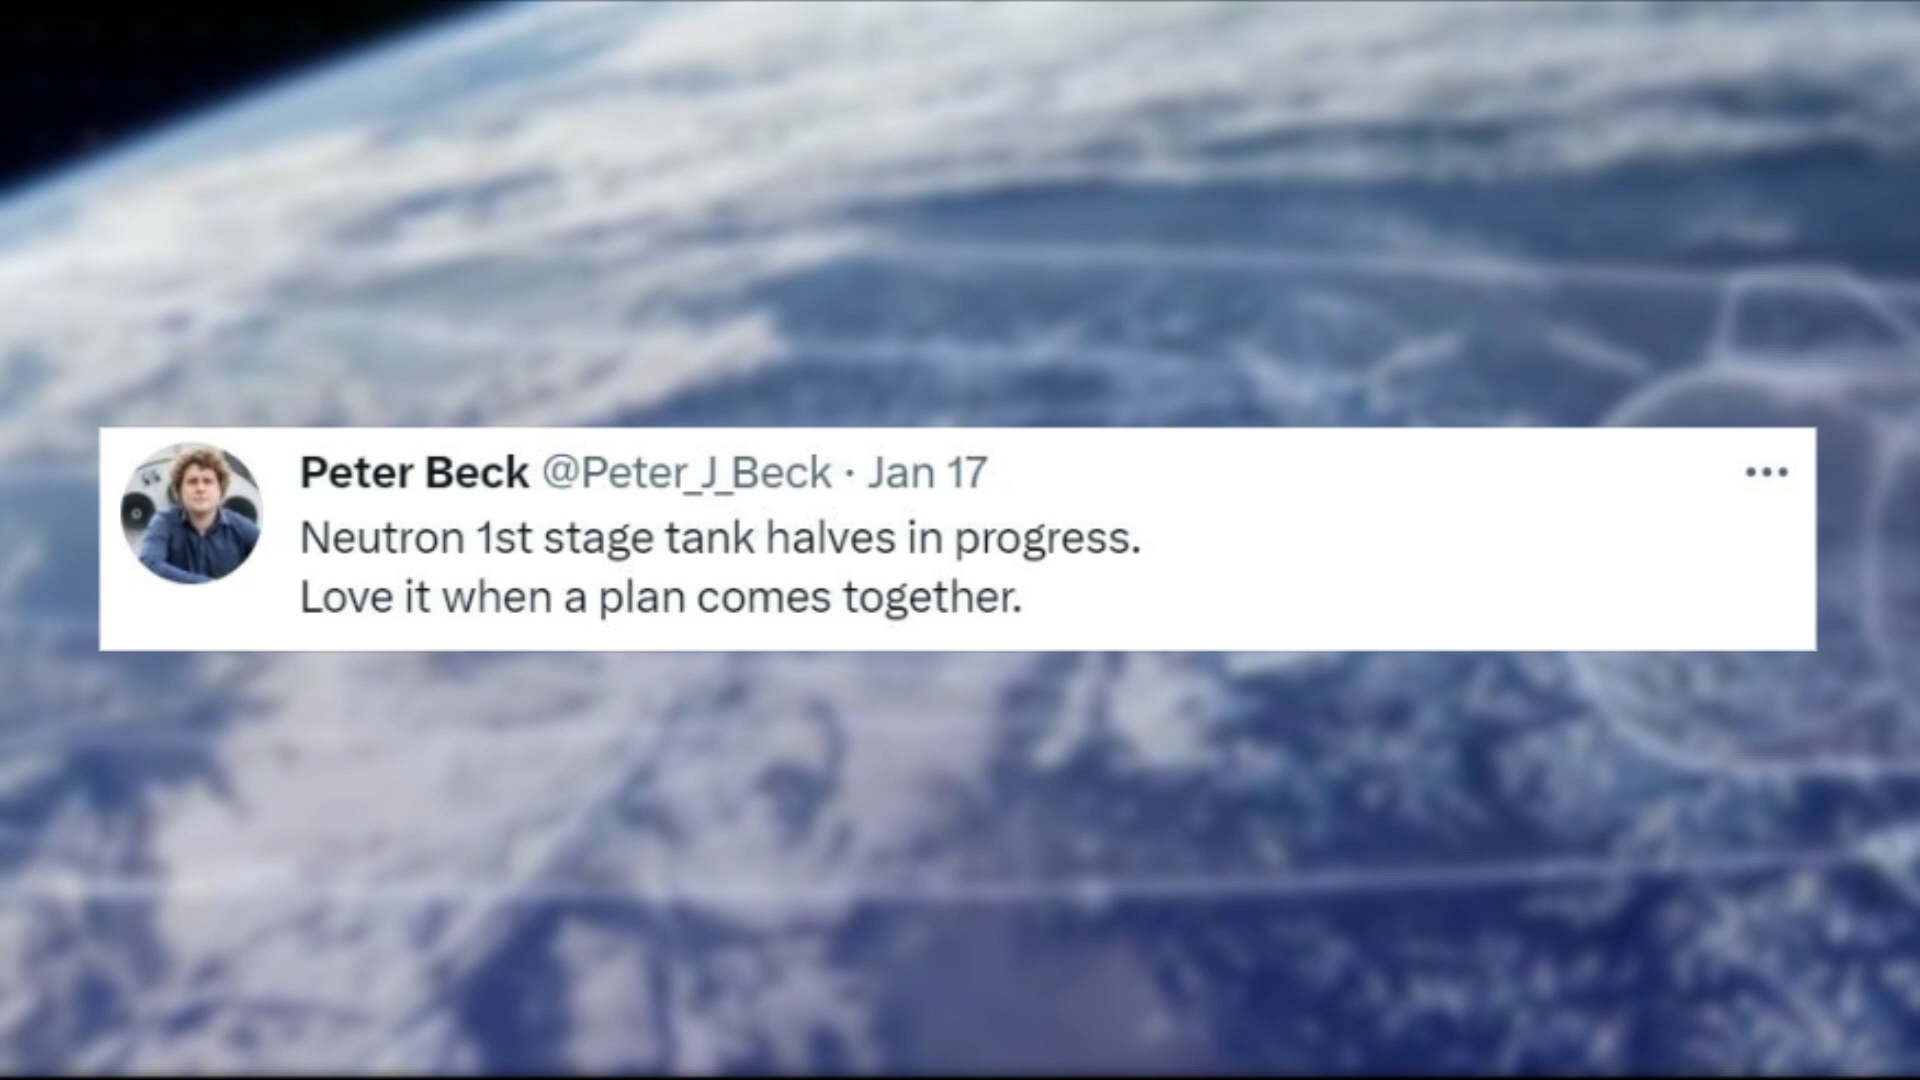 Peter Beck @Peter_J_Beck · Jan 17
Neutron 1st stage tank halves in progress.
Love it when a plan comes together.